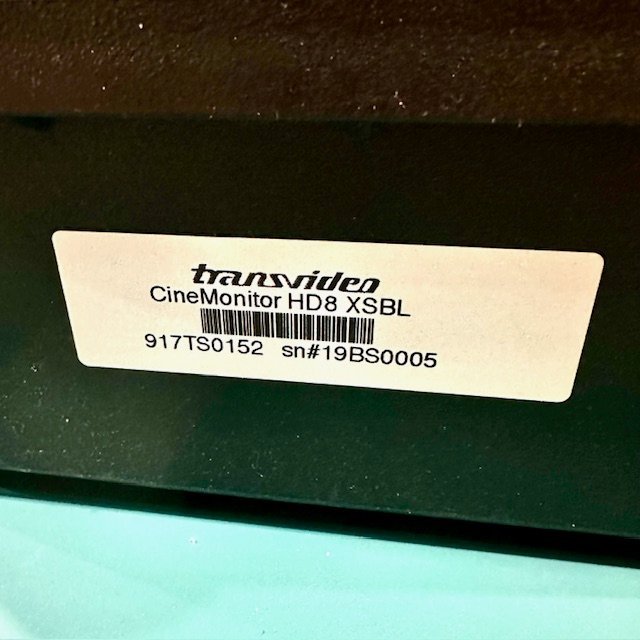 transvideo
CineMonitor HD8 XSBL
917TS0152 sn#19BS0005